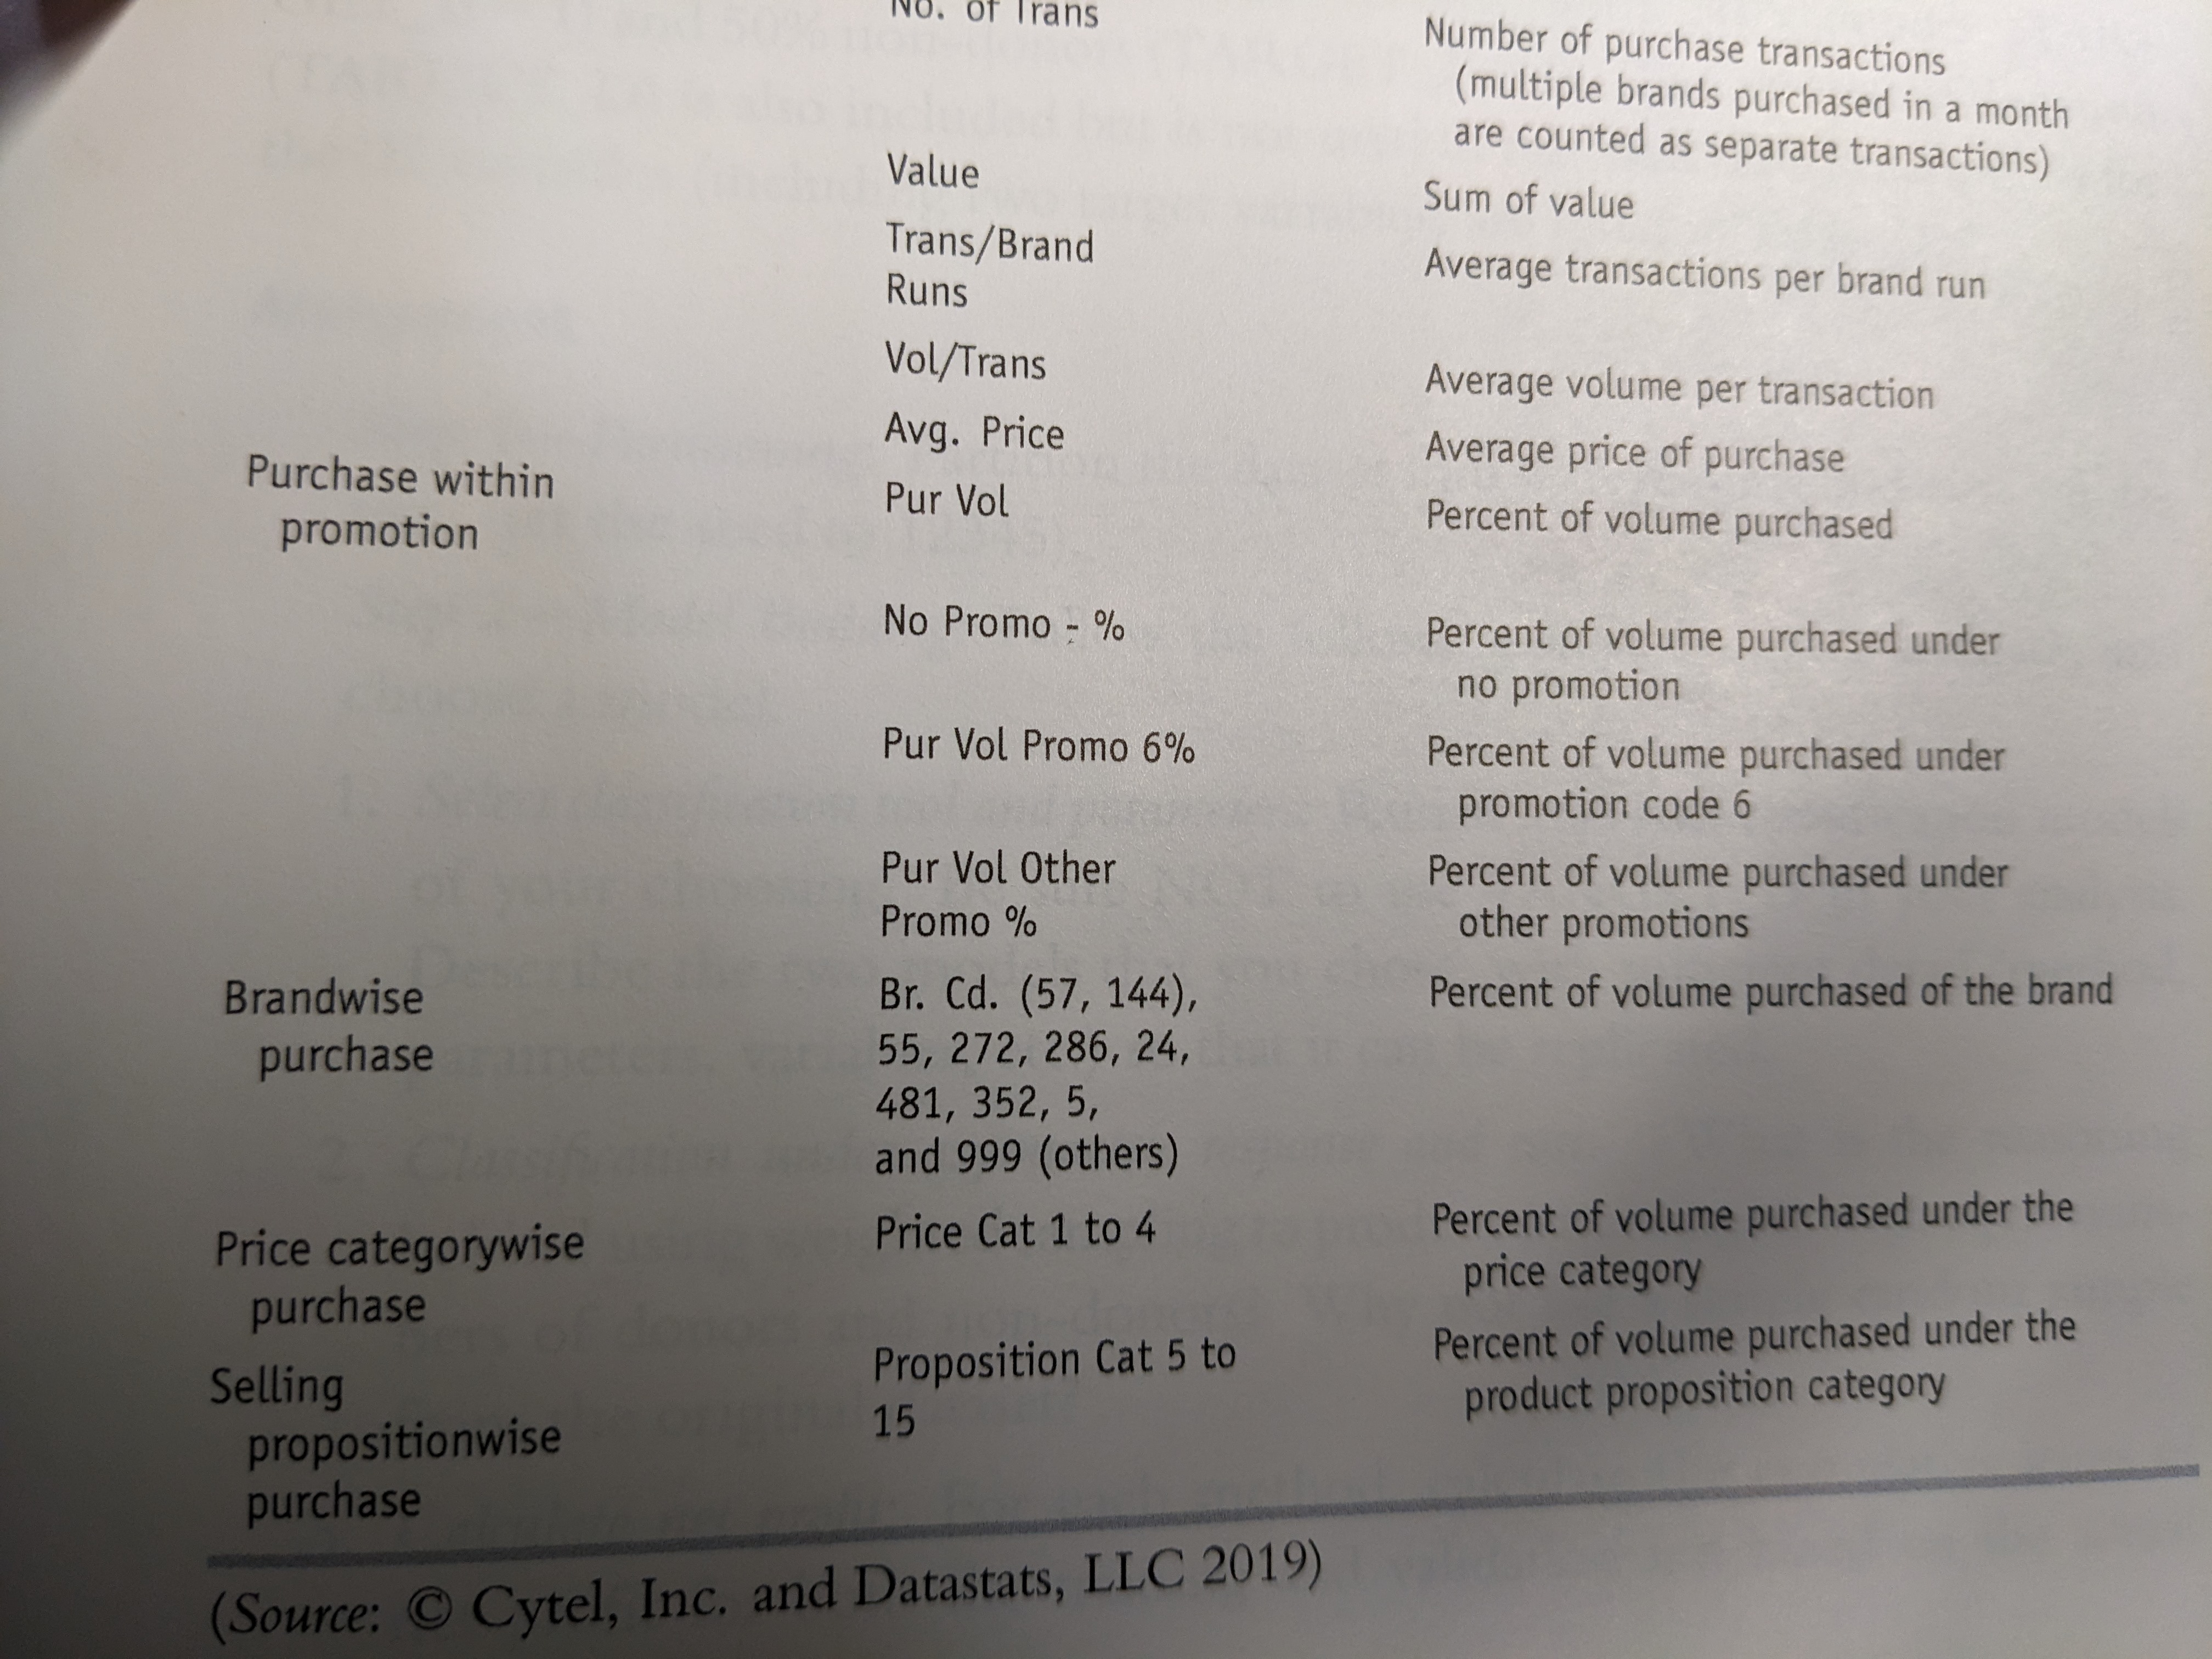 No. of Trans
Number of purchase transactions
(multiple brands purchased in a month
are counted as separate transactions)
Value
Sum of value
Trans/Brand
Runs
Average transactions per brand run
Vol/Trans
Average volume per transaction
Avg. Price
Average price of purchase
Purchase within
promotion
Pur Vol
Percent of volume purchased
No Promo - %
Percent of volume purchased under
no promotion
Pur Vol Promo 6%
Percent of volume purchased under
promotion code 6
Pur Vol Other
Promo %
Percent of volume purchased under
other promotions
Brandwise
purchase
Br. Cd. (57, 144),
55, 272, 286, 24,
481, 352, 5,
and 999 (others)
Percent of volume purchased of the brand
Price categorywise
purchase
Price Cat 1 to 4
Percent of volume purchased under the
price category
Selling
propositionwise
purchase
Proposition Cat 5 to
15
Percent of volume purchased under the
product proposition category
(Source: © Cytel, Inc. and Datastats, LLC 2019)